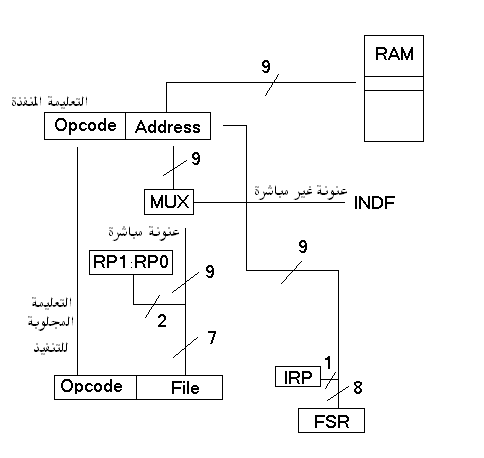 RAM
9
التعليمة المنفذة
Opcode Address
9
MUX
عنونة غير مباشرة
INDF
عنونة مباشرة
RP1:RP0
9
9
2
التعليمة
المجلوبة
للتنفيذ
7
IRP
1
8
Opcode File
FSR